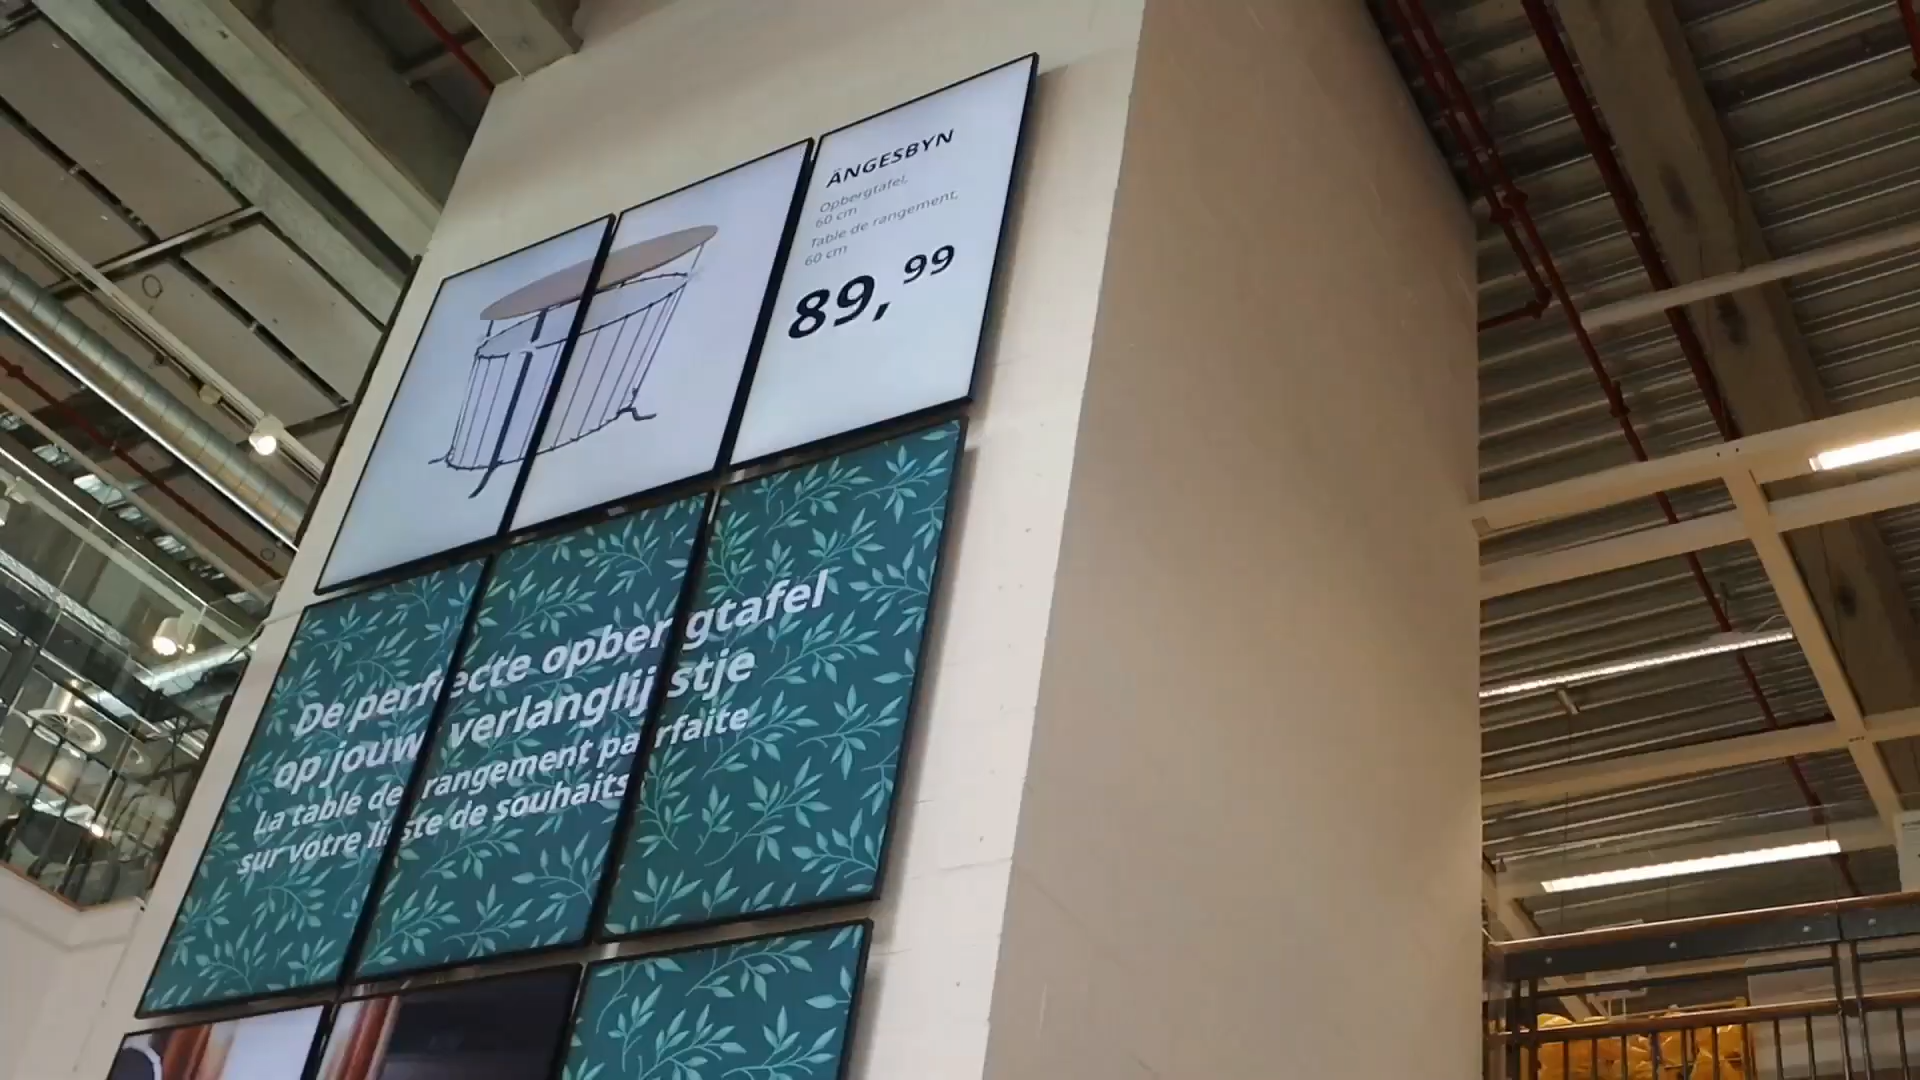 ÄNGESBYN
Opbergtafel,
60 cm
Table de rangement,
60 cm
89,99
De perfecte opbergtafel
op jouw verlanglijstje
La table de rangement parfaite
sur votre liste de souhaits